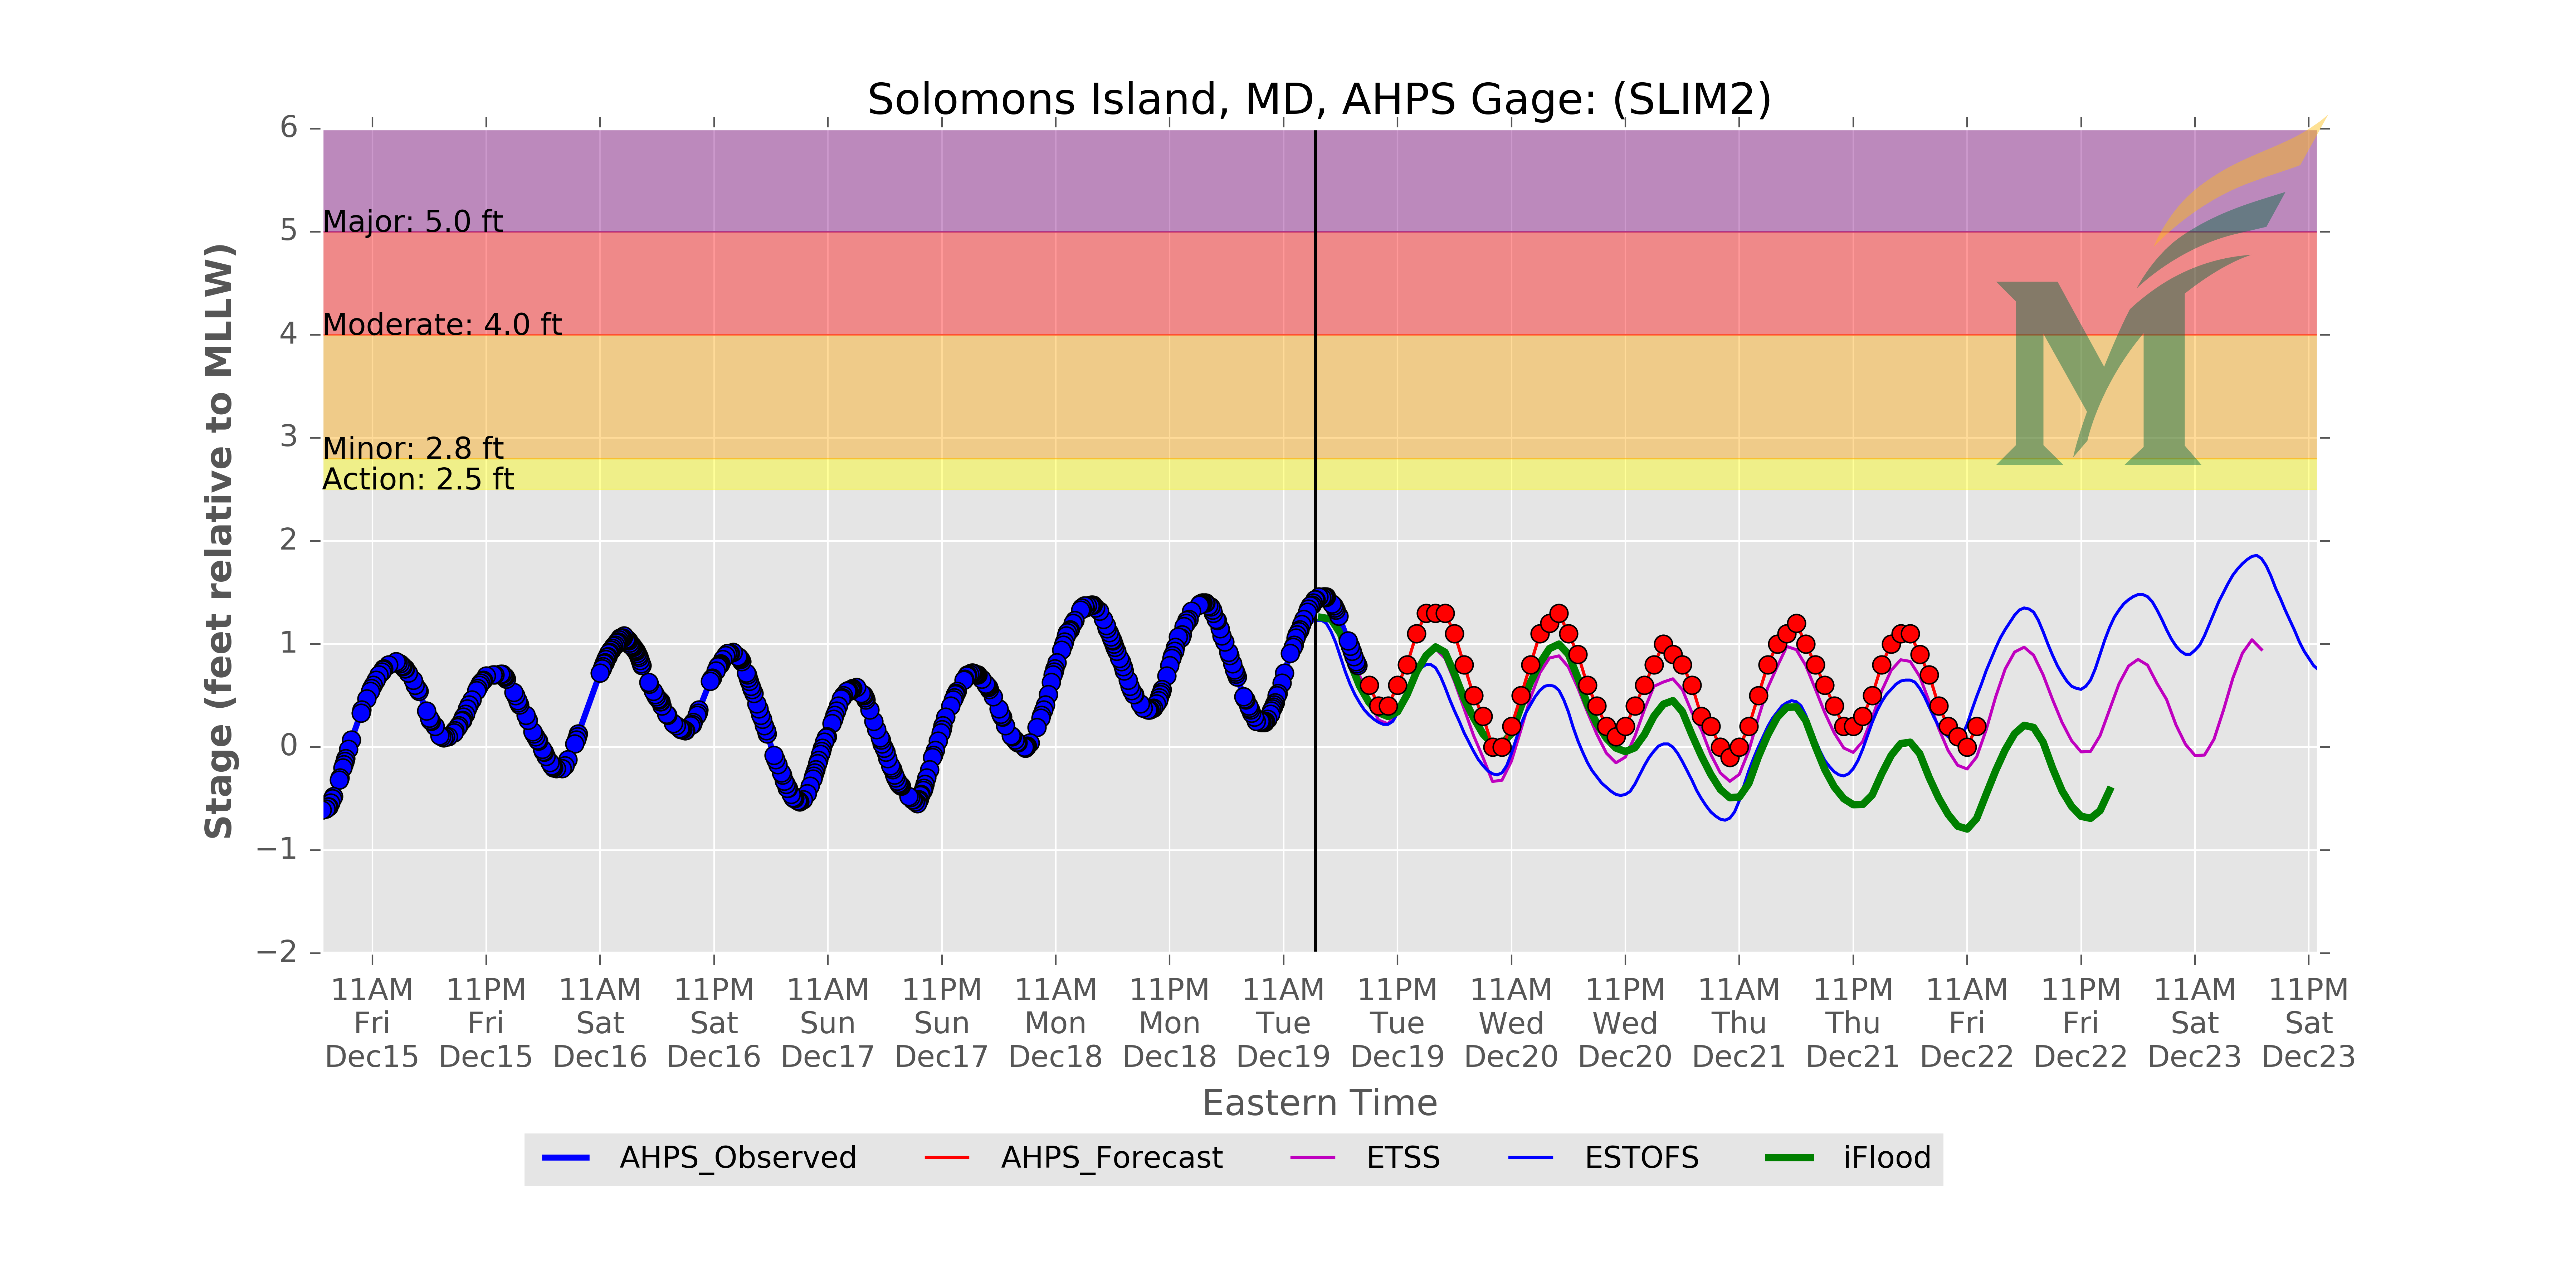 Solomons Island, MD, AHPS Gage: (SLIM2)
Stage (feet relative to MLLW)
6
5
4
3
2
1
0
−1
−2
Major: 5.0 ft
Moderate: 4.0 ft
Minor: 2.8 ft
Action: 2.5 ft
M
11AM 11PM 11AM 11PM 11AM 11PM 11AM 11PM 11AM 11PM 11AM 11PM 11AM 11PM 11AM 11PM 11AM 11PM
Fri Fri Sat Sat Sun Sun Mon Mon Tue Tue Wed Wed Thu Thu Fri Fri Sat Sat
Dec15 Dec15 Dec16 Dec16 Dec17 Dec17 Dec18 Dec18 Dec19 Dec19 Dec20 Dec20 Dec21 Dec21 Dec22 Dec22 Dec23 Dec23
Eastern Time
AHPS_Observed AHPS_Forecast ETSS ESTOFS iFlood